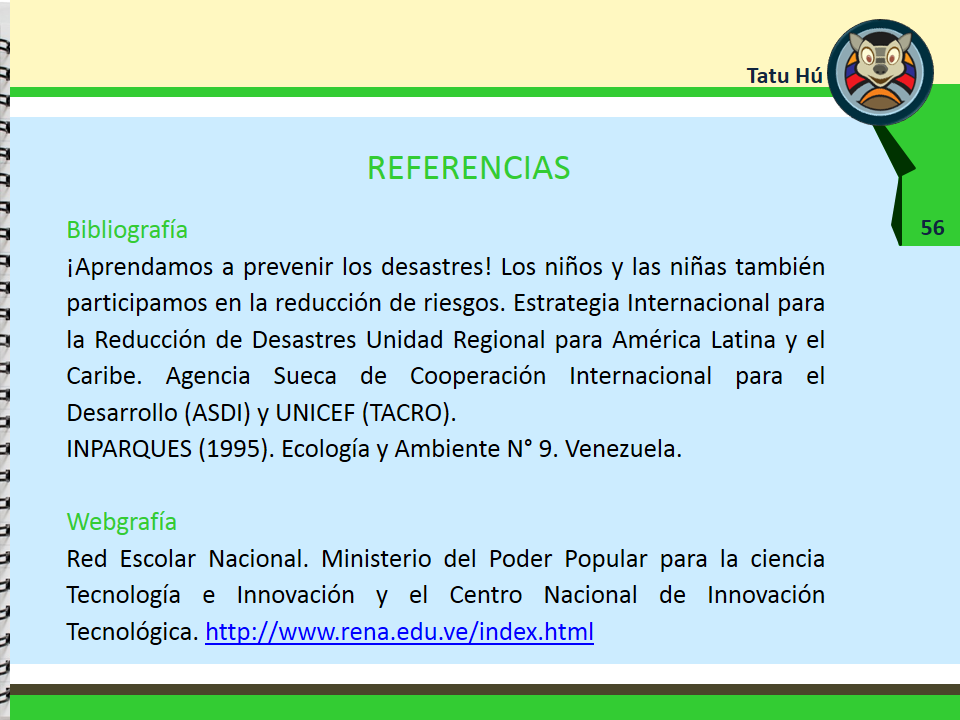 Tatu Hú
REFERENCIAS
56
Bibliografía
¡Aprendamos a prevenir los desastres! Los niños y las niñas también
participamos en la reducción de riesgos. Estrategia Internacional para
la Reducción de Desastres Unidad Regional para América Latina y el
Caribe. Agencia Sueca de Cooperación Internacional para el
Desarrollo (ASDI) y UNICEF (TACRO).
INPARQUES (1995). Ecología y Ambiente N° 9. Venezuela.
Webgrafía
Red Escolar Nacional. Ministerio del Poder Popular para la ciencia
Tecnología e Innovación y el Centro Nacional de Innovación
Tecnológica. http://www.rena.edu.ve/index.html